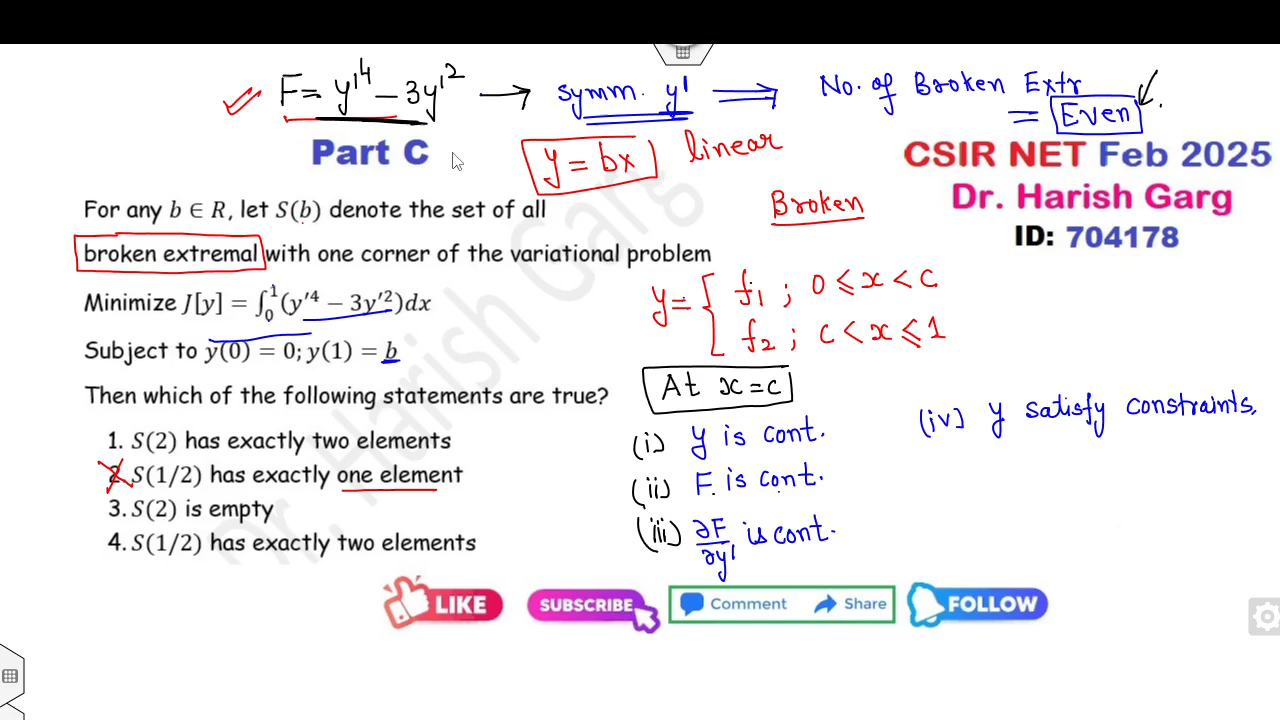 F = y'⁴ − 3y'² → symm. y' ⟹ No. of Broken Extr
= Even
Part C
y = bx linear
CSIR NET Feb 2025
Dr. Harish Garg
ID: 704178
For any b ∈ R, let S(b) denote the set of all
broken extremal with one corner of the variational problem
Minimize J[y] = ∫₀¹(y'⁴ − 3y'²)dx
Subject to y(0) = 0; y(1) = b
Then which of the following statements are true?
1. S(2) has exactly two elements
2. S(1/2) has exactly one element
3. S(2) is empty
4. S(1/2) has exactly two elements
Broken
y = { f₁ ; 0 ⩽ x < c
f₂ ; c < x ⩽ 1
At x = c
(i) y is cont.
(ii) F is cont.
(iii) ∂F/∂y' is cont.
(iv) y satisfy constraints.
Dr. Harish Garg
LIKE
SUBSCRIBE
Comment
Share
FOLLOW